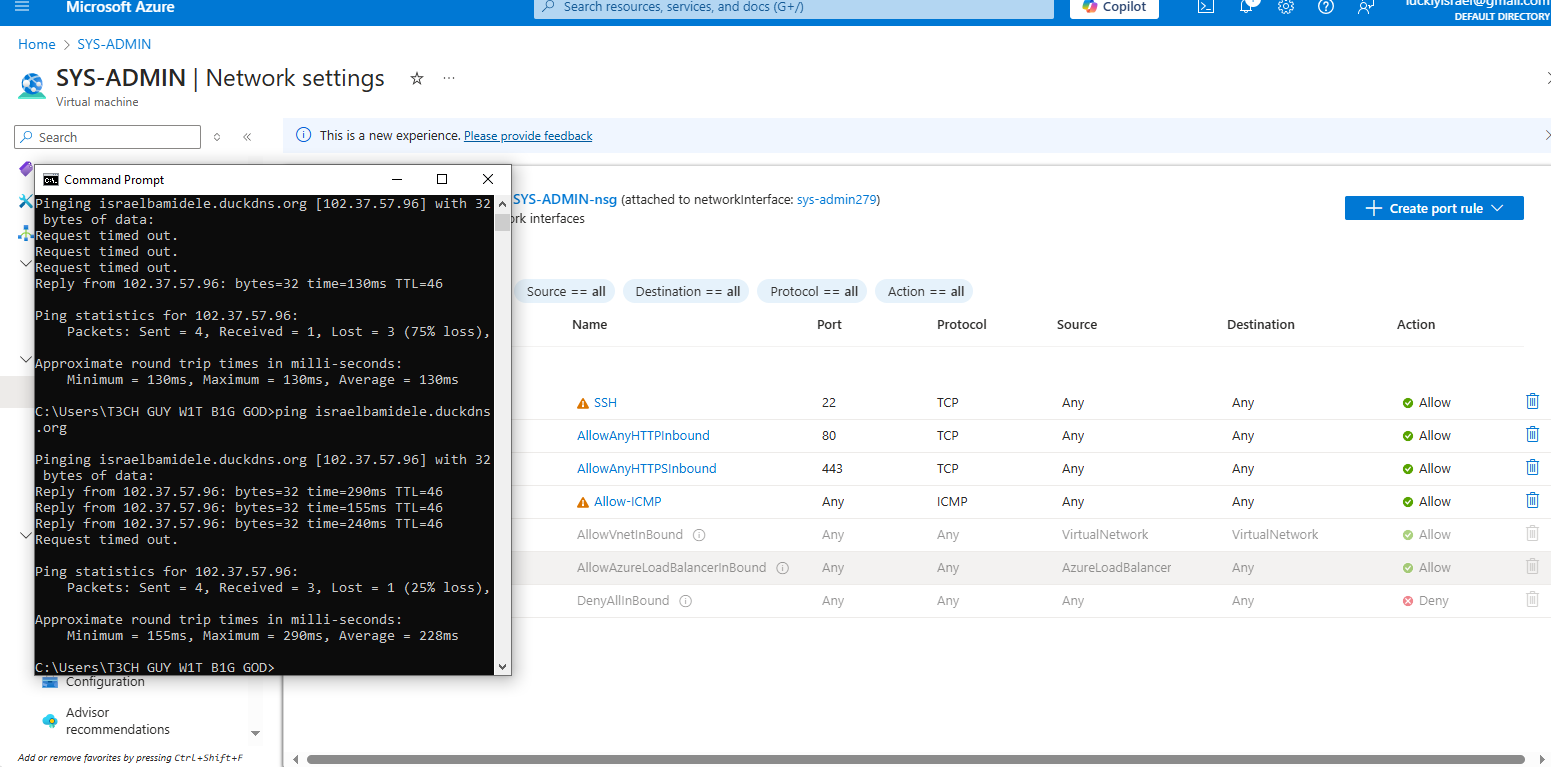 Microsoft Azure
Search resources, services, and docs (G+/)
Copilot
DEFAULT DIRECTORY
Home > SYS-ADMIN
SYS-ADMIN | Network settings
Virtual machine
Search
This is a new experience. Please provide feedback
Command Prompt
Pinging israelbamidele.duckdns.org [102.37.57.96] with 32
bytes of data:
Request timed out.
Request timed out.
Request timed out.
Reply from 102.37.57.96: bytes=32 time=130ms TTL=46
Ping statistics for 102.37.57.96:
Packets: Sent = 4, Received = 1, Lost = 3 (75% loss),
Approximate round trip times in milli-seconds:
Minimum = 130ms, Maximum = 130ms, Average = 130ms
C:\Users\T3CH GUY W1T B1G GOD>ping israelbamidele.duckdns
.org
Pinging israelbamidele.duckdns.org [102.37.57.96] with 32
bytes of data:
Reply from 102.37.57.96: bytes=32 time=290ms TTL=46
Reply from 102.37.57.96: bytes=32 time=155ms TTL=46
Reply from 102.37.57.96: bytes=32 time=240ms TTL=46
Request timed out.
Ping statistics for 102.37.57.96:
Packets: Sent = 4, Received = 3, Lost = 1 (25% loss),
Approximate round trip times in milli-seconds:
Minimum = 155ms, Maximum = 290ms, Average = 228ms
C:\Users\T3CH GUY W1T B1G GOD>
SYS-ADMIN-nsg (attached to networkInterface: sys-admin279)
interfaces
Create port rule
Source == all Destination == all Protocol == all Action == all
Name Port Protocol Source Destination Action
SSH 22 TCP Any Any Allow
AllowAnyHTTPInbound 80 TCP Any Any Allow
AllowAnyHTTPSInbound 443 TCP Any Any Allow
Allow-ICMP Any ICMP Any Any Allow
AllowVnetInBound Any Any VirtualNetwork VirtualNetwork Allow
AllowAzureLoadBalancerInBound Any Any AzureLoadBalancer Any Allow
DenyAllInBound Any Any Any Any Deny
Configuration
Advisor
recommendations
Add or remove favorites by pressing Ctrl+Shift+F